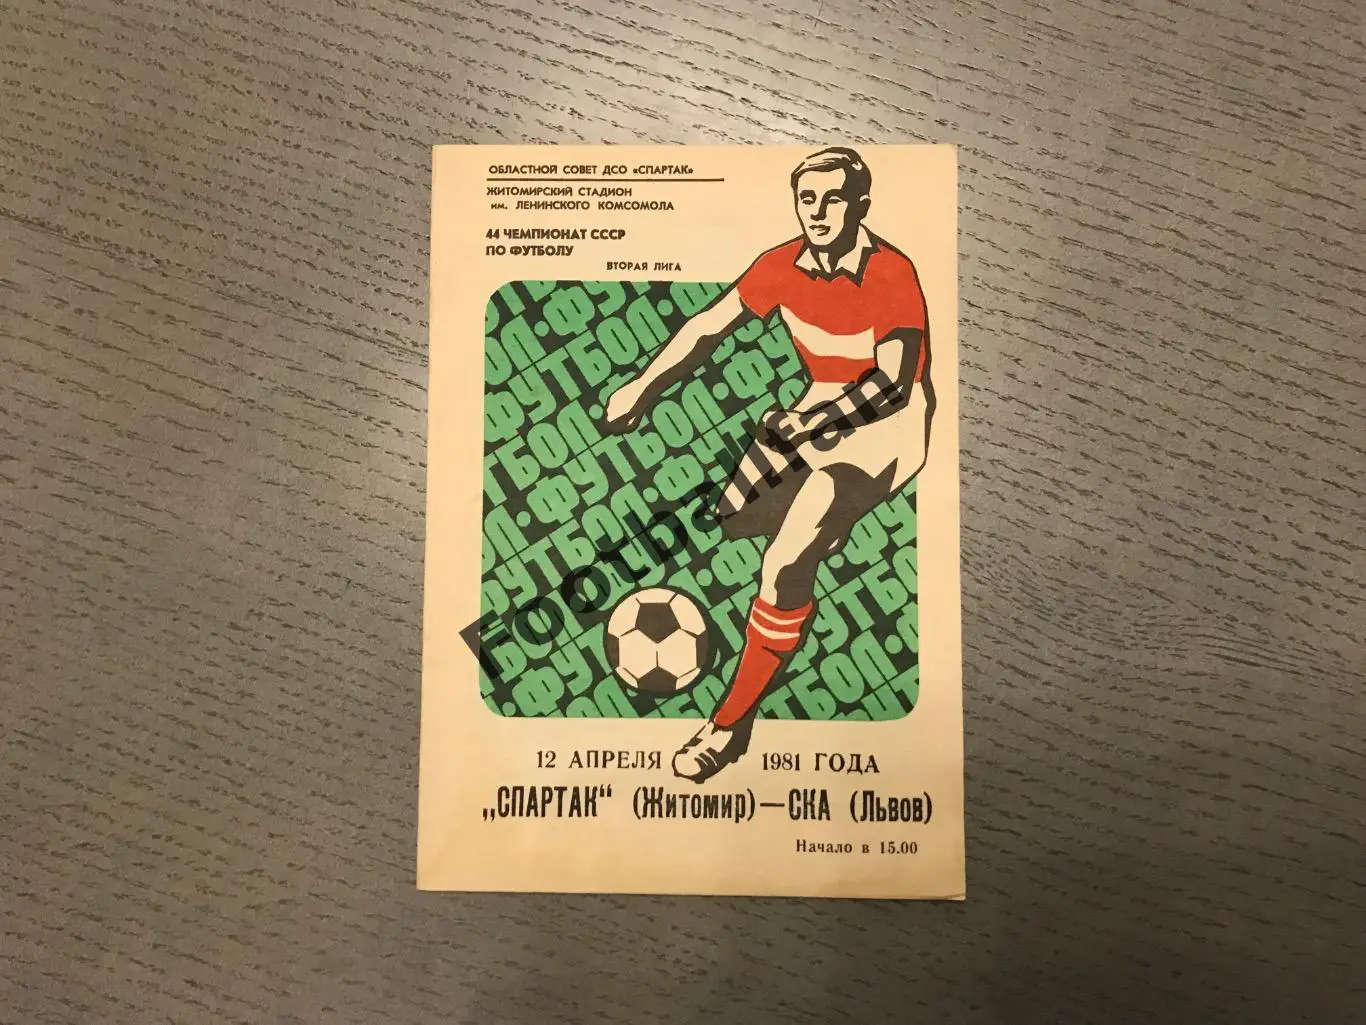 ОБЛАСТНОЙ СОВЕТ ДСО «СПАРТАК»
ЖИТОМИРСКИЙ СТАДИОН
им. ЛЕНИНСКОГО КОМСОМОЛА
44 ЧЕМПИОНАТ СССР
ПО ФУТБОЛУ
ВТОРАЯ ЛИГА
ФУТБОЛ·ФУТБОЛ
Footballfan
12 АПРЕЛЯ 1981 ГОДА
„СПАРТАК“ (Житомир)—СКА (Львов)
Начало в 15.00